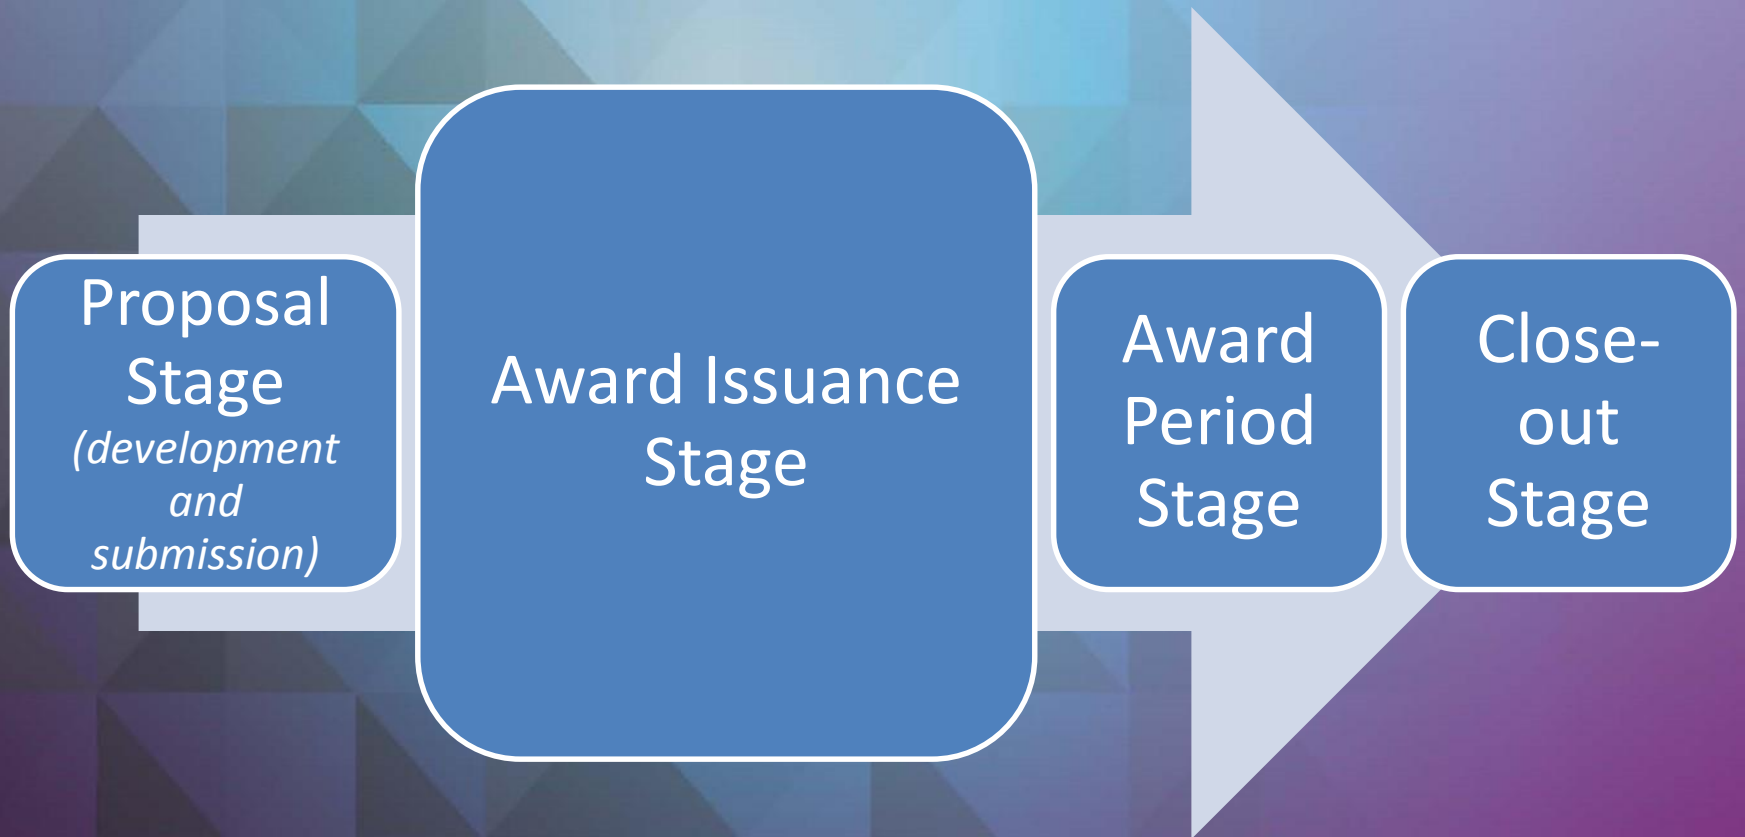 Proposal
Stage
(development
and
submission)
Award Issuance
Stage
Award
Period
Stage
Close-
out
Stage